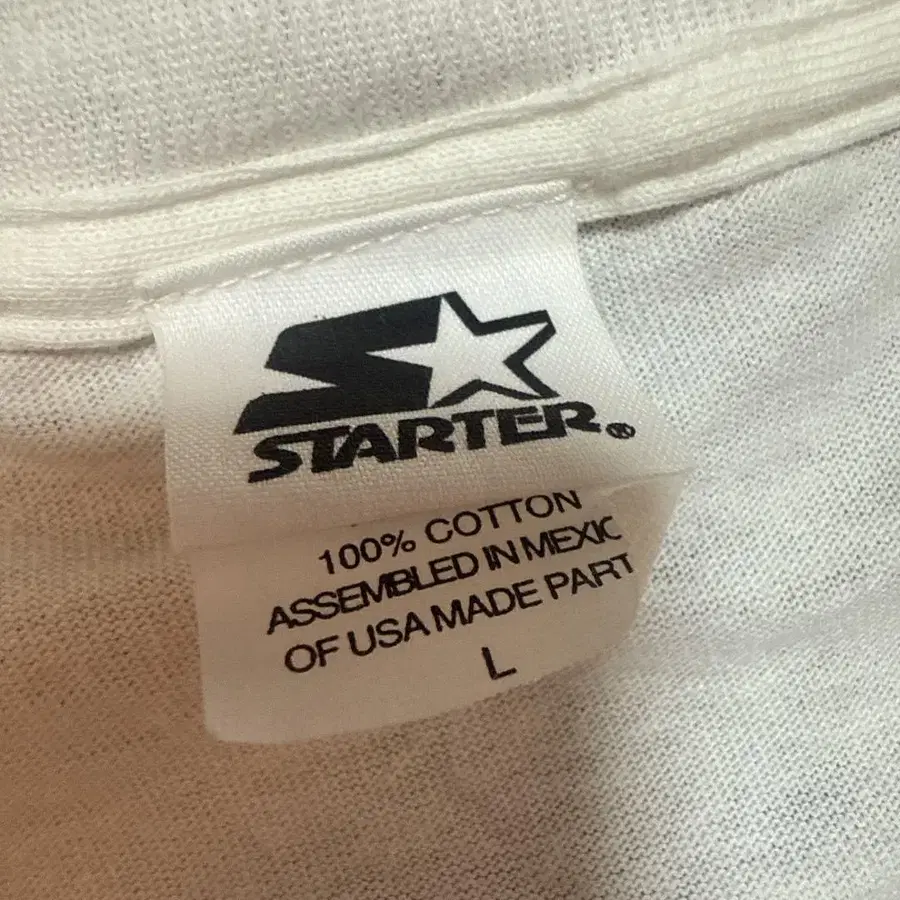 STARTER®
100% COTTON
ASSEMBLED IN MEXIC
OF USA MADE PART
L